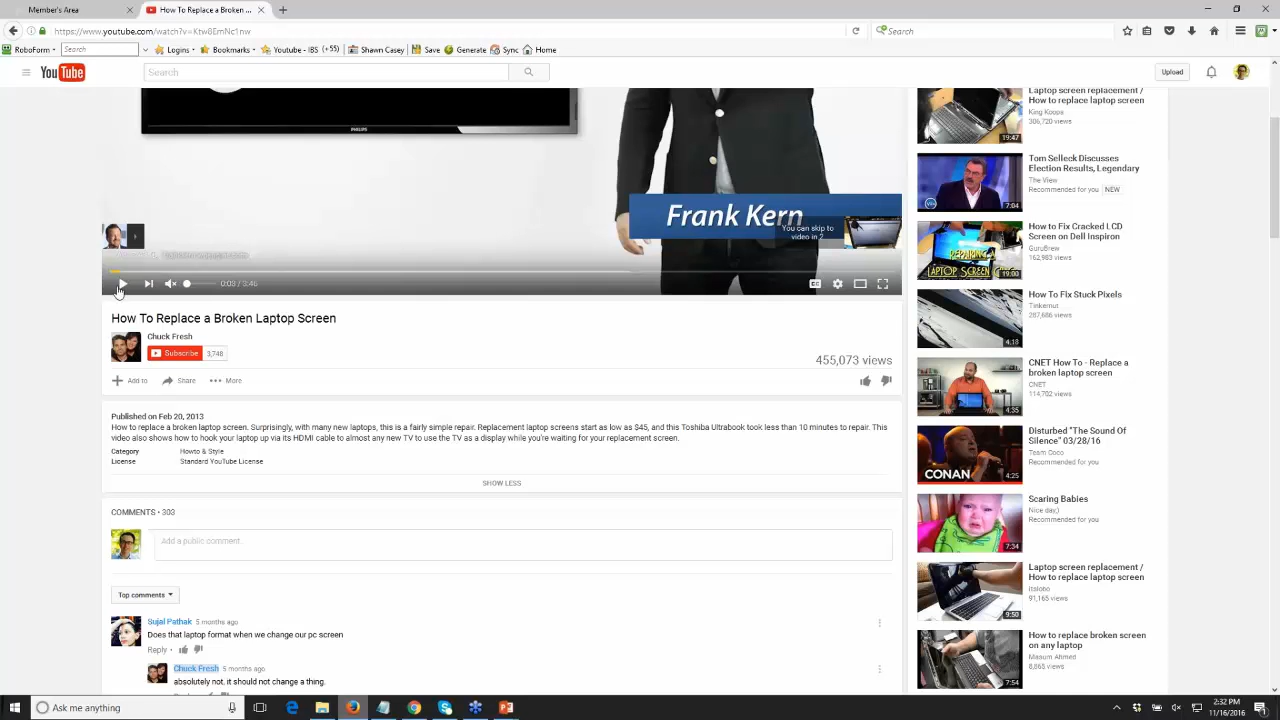 Members Area
How To Replace a Broken L...
https://www.youtube.com/watch?v=Ktw8ErnNc1nw
Search
RoboForm
Search
Logins
Bookmarks
Youtube - IBS (+55)
Shawn Casey
Save
Generate
Sync
Home
YouTube
Search
Upload
PHILIPS
Frank Kern
You can skip to
video in 2
0:03 / 3:46
CC
How To Replace a Broken Laptop Screen
Chuck Fresh
Subscribe
3,748
455,073 views
Add to
Share
More
Published on Feb 20, 2013
How to replace a broken laptop screen. Surprisingly, with many new laptops, this is a fairly simple repair. Replacement laptop screens start as low as $45, and this Toshiba Ultrabook took less than 10 minutes to repair. This
video also shows how to hook your laptop up via its HDMI cable to almost any new TV to use the TV as a display while you're waiting for your replacement screen.
Category Howto & Style
License Standard YouTube License
SHOW LESS
COMMENTS • 303
Add a public comment...
Top comments
Sujal Pathak 5 months ago
Does that laptop format when we change our pc screen
Reply •
Chuck Fresh 5 months ago
absolutely not. it should not change a thing.
Laptop screen replacement /
How to replace laptop screen
King Koopa
306,720 views
19:47
Tom Selleck Discusses
Election Results, Legendary
The View
Recommended for you NEW
7:04
How to Fix Cracked LCD
Screen on Dell Inspiron
GuruBrew
162,983 views
REPAIRING A
LAPTOP SCREEN
19:00
How To Fix Stuck Pixels
Tinkernut
287,686 views
4:13
CNET How To - Replace a
broken laptop screen
CNET
114,702 views
4:35
Disturbed "The Sound Of
Silence" 03/28/16
Team Coco
Recommended for you
CONAN
4:25
Scaring Babies
Nice day;)
Recommended for you
7:34
Laptop screen replacement /
How to replace laptop screen
Italobo
91,165 views
9:50
How to replace broken screen
on any laptop
Masum Ahmed
8,865 views
7:54
Ask me anything
2:32 PM
11/16/2016